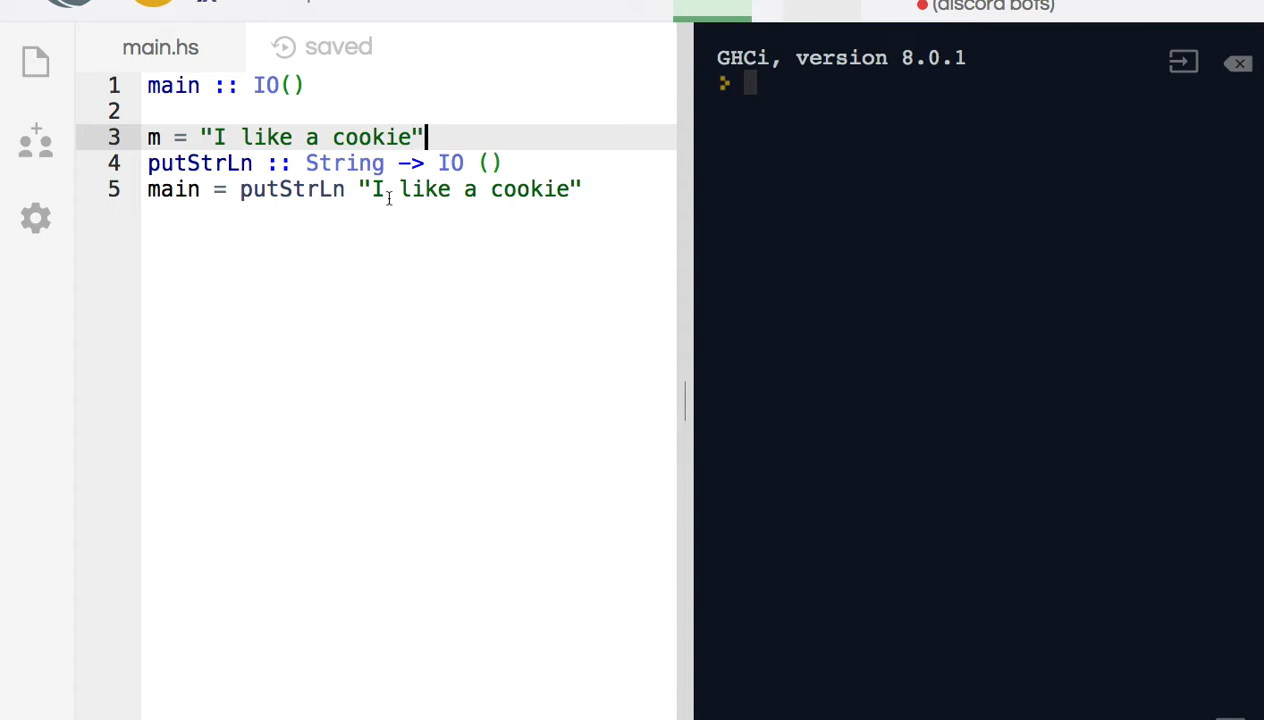 (discord bots)
main.hs
saved
GHCi, version 8.0.1
1 main :: IO()
2
3 m = "I like a cookie"
4 putStrLn :: String -> IO ()
5 main = putStrLn "I like a cookie"